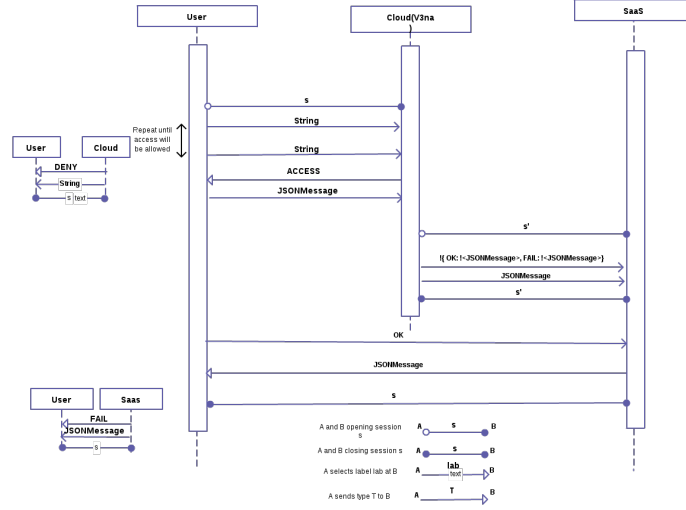 User
Cloud(V3na
)
SaaS
s
String
Repeat until
access will
be allowed
String
User
Cloud
DENY
String
s text
ACCESS
JSONMessage
s'
!{ OK: !<JSONMessage>, FAIL: !<JSONMessage>}
JSONMessage
s'
OK
JSONMessage
s
User
Saas
FAIL
JSONMessage
s
A and B opening session
s
A s B
A and B closing session s
A s B
A selects label lab at B
A lab B
text
A sends type T to B
A T B